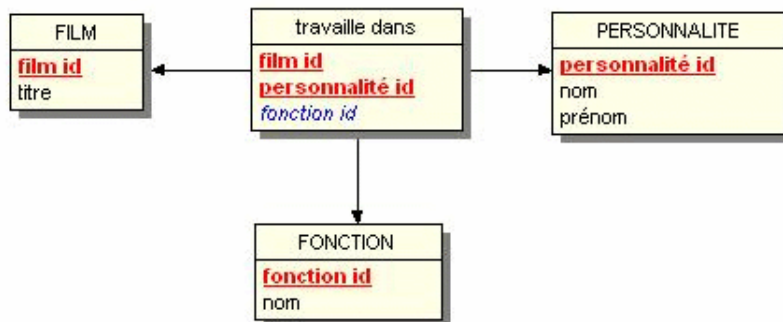 FILM
film id
titre
travaille dans
film id
personnalité id
fonction id
PERSONNALITE
personnalité id
nom
prénom
FONCTION
fonction id
nom